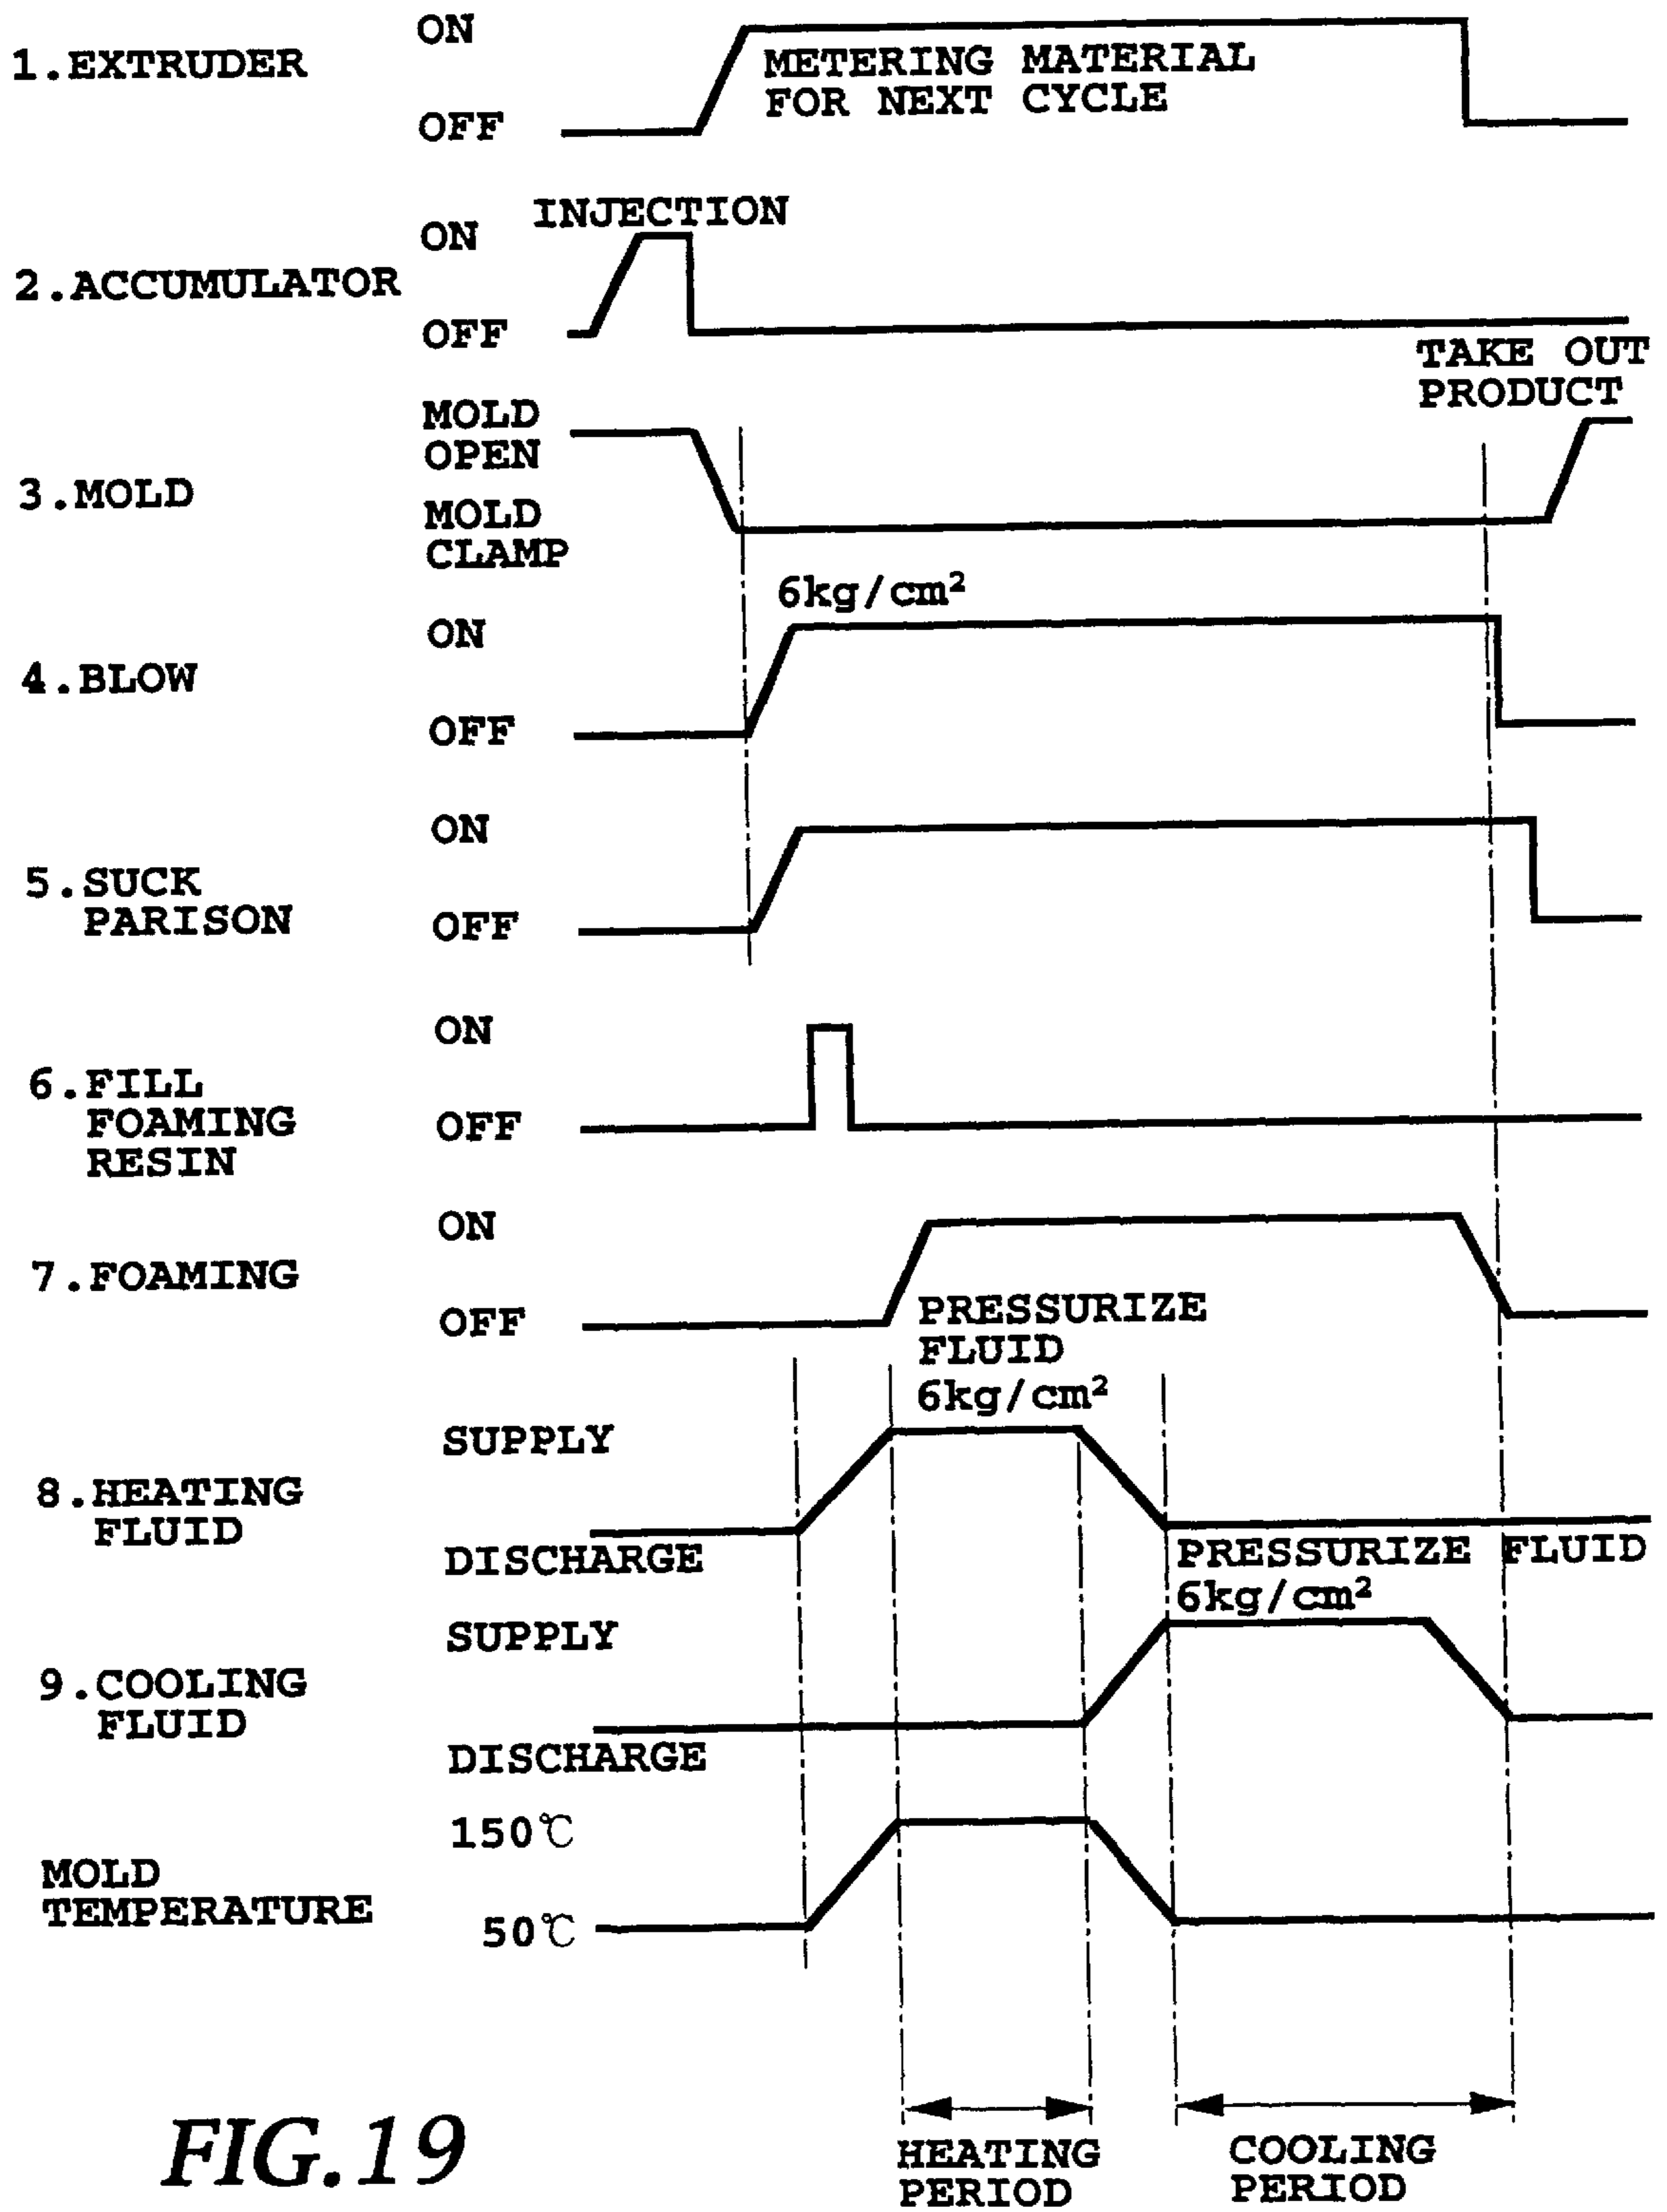 ON
1.EXTRUDER
METERING MATERIAL
FOR NEXT CYCLE
OFF
INJECTION
ON
2.ACCUMULATOR
OFF
TAKE OUT
PRODUCT
MOLD
OPEN
3.MOLD
MOLD
CLAMP
6kg/cm²
ON
4.BLOW
OFF
ON
5.SUCK
PARISON
OFF
ON
6.FILL
FOAMING
RESIN
OFF
ON
7.FOAMING
OFF
PRESSURIZE
FLUID
6kg/cm²
SUPPLY
8.HEATING
FLUID
DISCHARGE
PRESSURIZE FLUID
6kg/cm²
SUPPLY
9.COOLING
FLUID
DISCHARGE
150℃
MOLD
TEMPERATURE
50℃
HEATING
PERIOD
COOLING
PERIOD
FIG.19